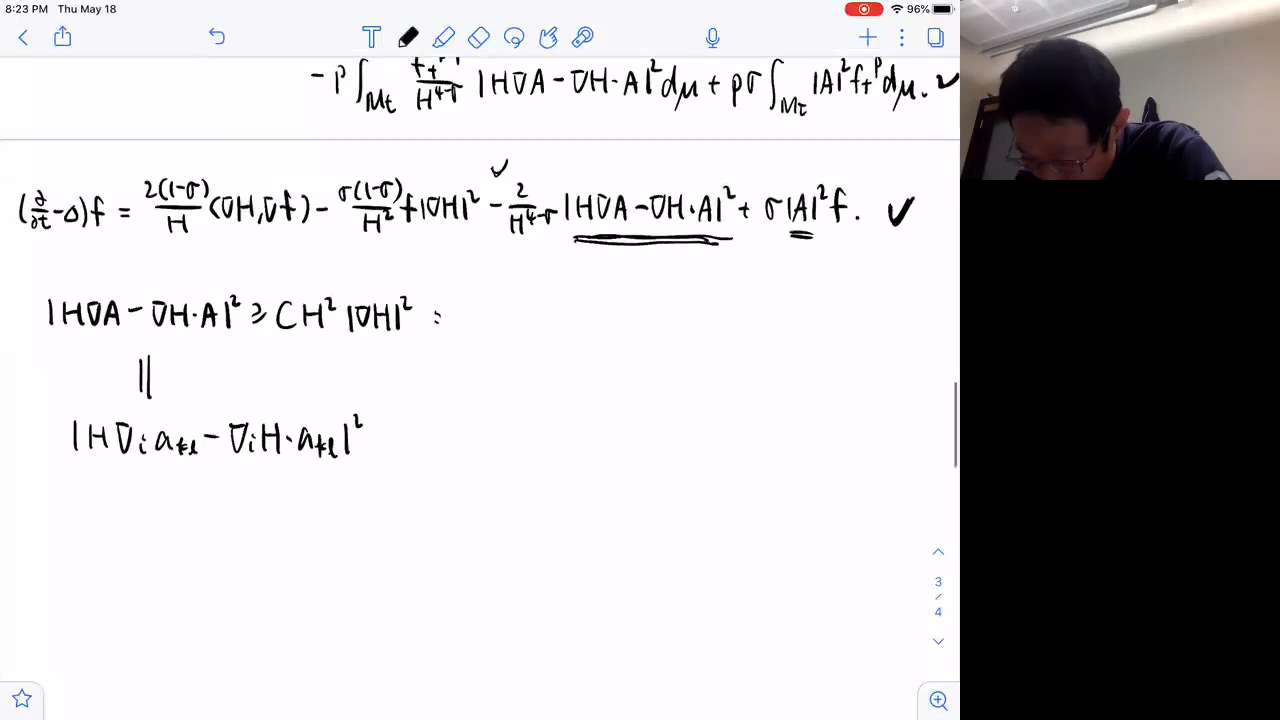 8:23 PM Thu May 18
96%
- p ∫_{M_t} f_+^{p-1}/H^{4-σ} |H∇A - ∇H·A|² dμ + pσ ∫_{M_t} |A|² f_+^p dμ. ✓
(∂/∂t - Δ) f = 2(1-σ)/H ⟨∇H, ∇f⟩ - σ(1-σ)/H² f|∇H|² - 2/H^{4-σ} |H∇A - ∇H·A|² + σ|A|² f. ✓
|H∇A - ∇H·A|² ≥ CH² |∇H|² :
||
|H∇_i a_{kl} - ∇_i H·a_{kl}|²
3
/
4